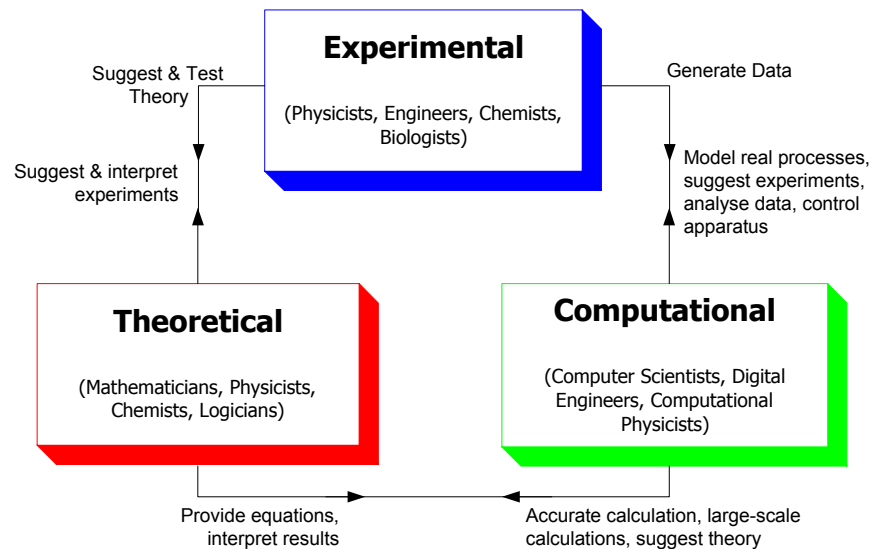 Experimental
(Physicists, Engineers, Chemists,
Biologists)
Suggest & Test
Theory
Generate Data
Suggest & interpret
experiments
Model real processes,
suggest experiments,
analyse data, control
apparatus
Theoretical
(Mathematicians, Physicists,
Chemists, Logicians)
Computational
(Computer Scientists, Digital
Engineers, Computational
Physicists)
Provide equations,
interpret results
Accurate calculation, large-scale
calculations, suggest theory